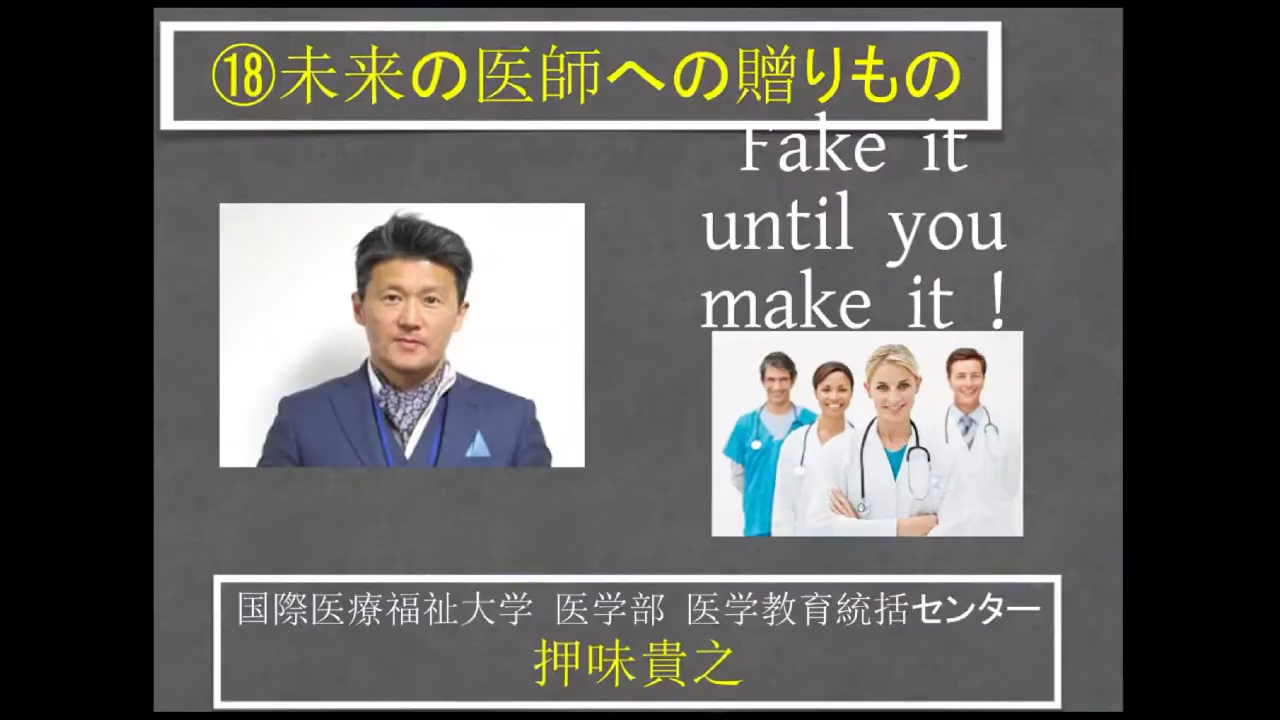 ⑱未来の医師への贈りもの
Fake it
until you
make it !
国際医療福祉大学 医学部 医学教育統括センター
押味貴之